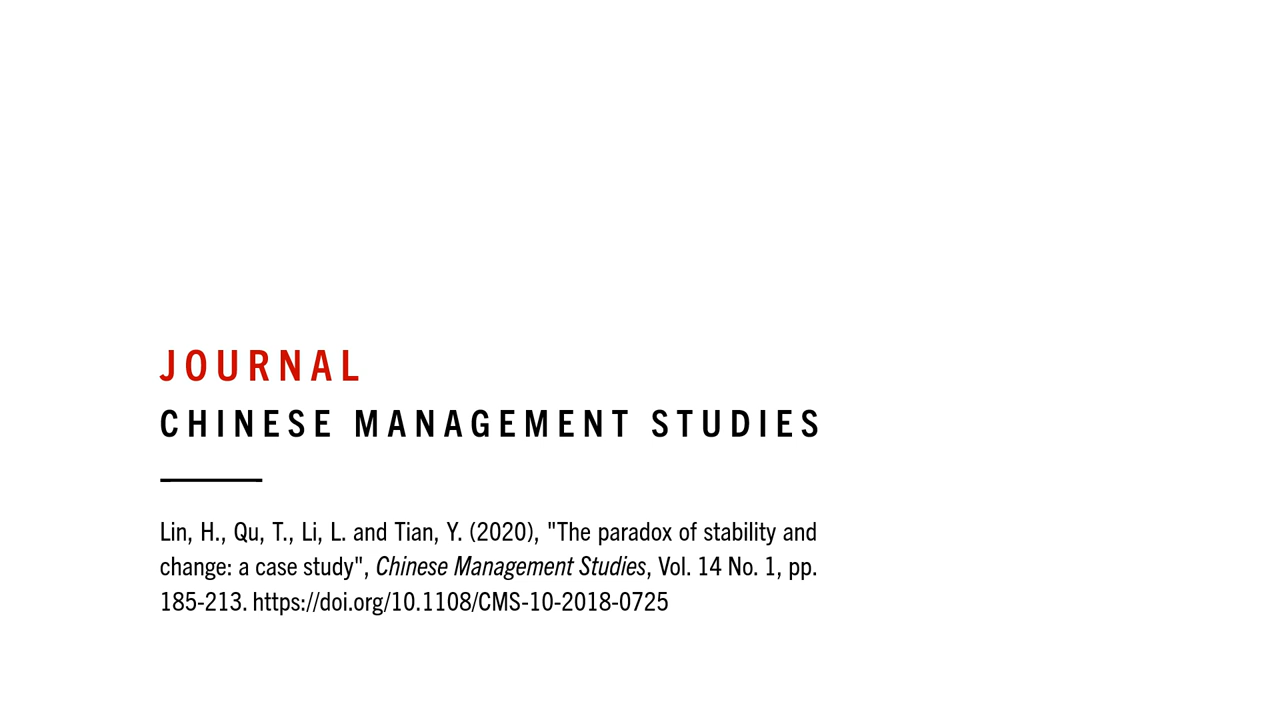 JOURNAL
CHINESE MANAGEMENT STUDIES
Lin, H., Qu, T., Li, L. and Tian, Y. (2020), "The paradox of stability and
change: a case study", Chinese Management Studies, Vol. 14 No. 1, pp.
185-213. https://doi.org/10.1108/CMS-10-2018-0725